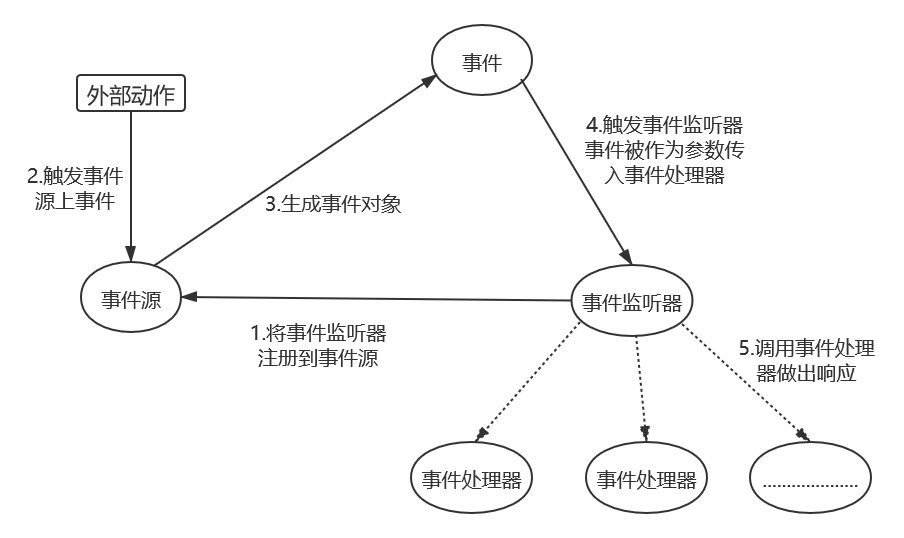 事件
外部动作
4.触发事件监听器
事件被作为参数传
入事件处理器
2.触发事件
源上事件
3.生成事件对象
事件源
事件监听器
1.将事件监听器
注册到事件源
5.调用事件处理
器做出响应
事件处理器
事件处理器
...................